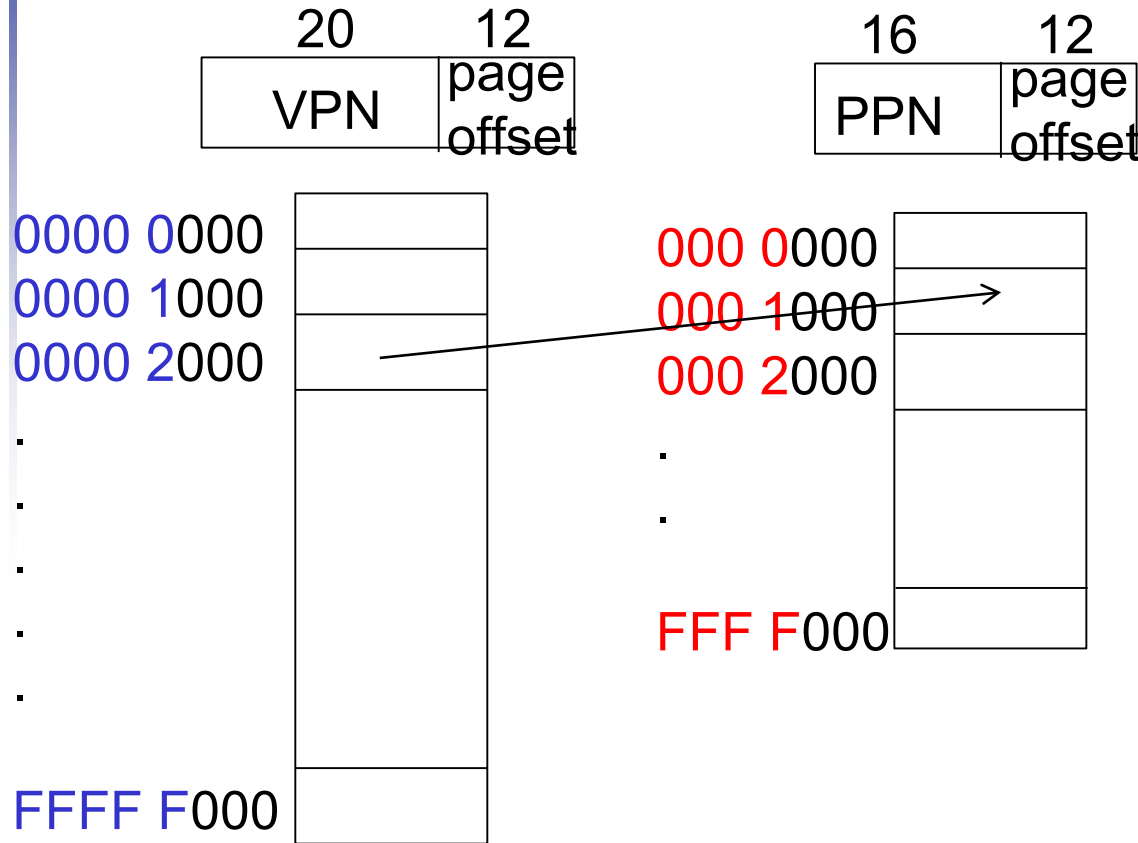 20 12
VPN page
offset
0000 0000
0000 1000
0000 2000
.
.
.
.
.
FFFF F000
16 12
PPN page
offset
000 0000
000 1000
000 2000
.
.
FFF F000